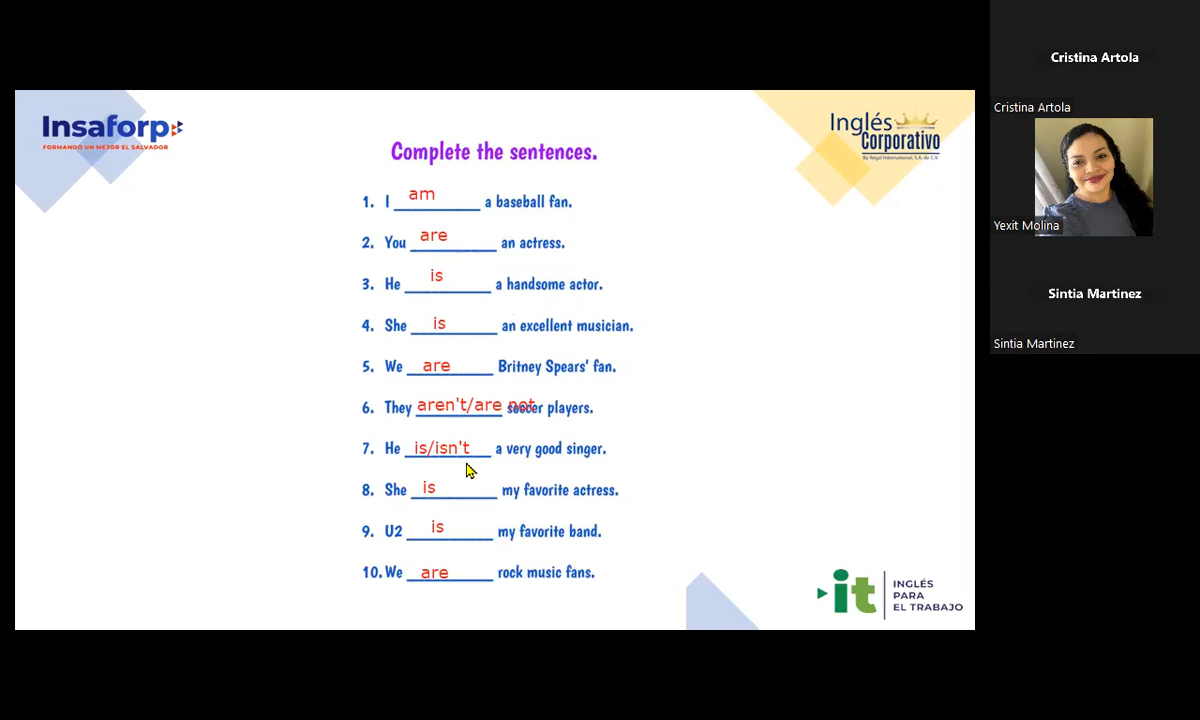 Insaforp
FORMANDO UN MEJOR EL SALVADOR
Inglés
Corporativo
By Regal International, S.A. de C.V.
Complete the sentences.
1. I am a baseball fan.
2. You are an actress.
3. He is a handsome actor.
4. She is an excellent musician.
5. We are Britney Spears' fan.
6. They aren't/are not soccer players.
7. He is/isn't a very good singer.
8. She is my favorite actress.
9. U2 is my favorite band.
10. We are rock music fans.
it
INGLÉS
PARA
EL TRABAJO
Cristina Artola
Cristina Artola
Yexit Molina
Sintia Martinez
Sintia Martinez